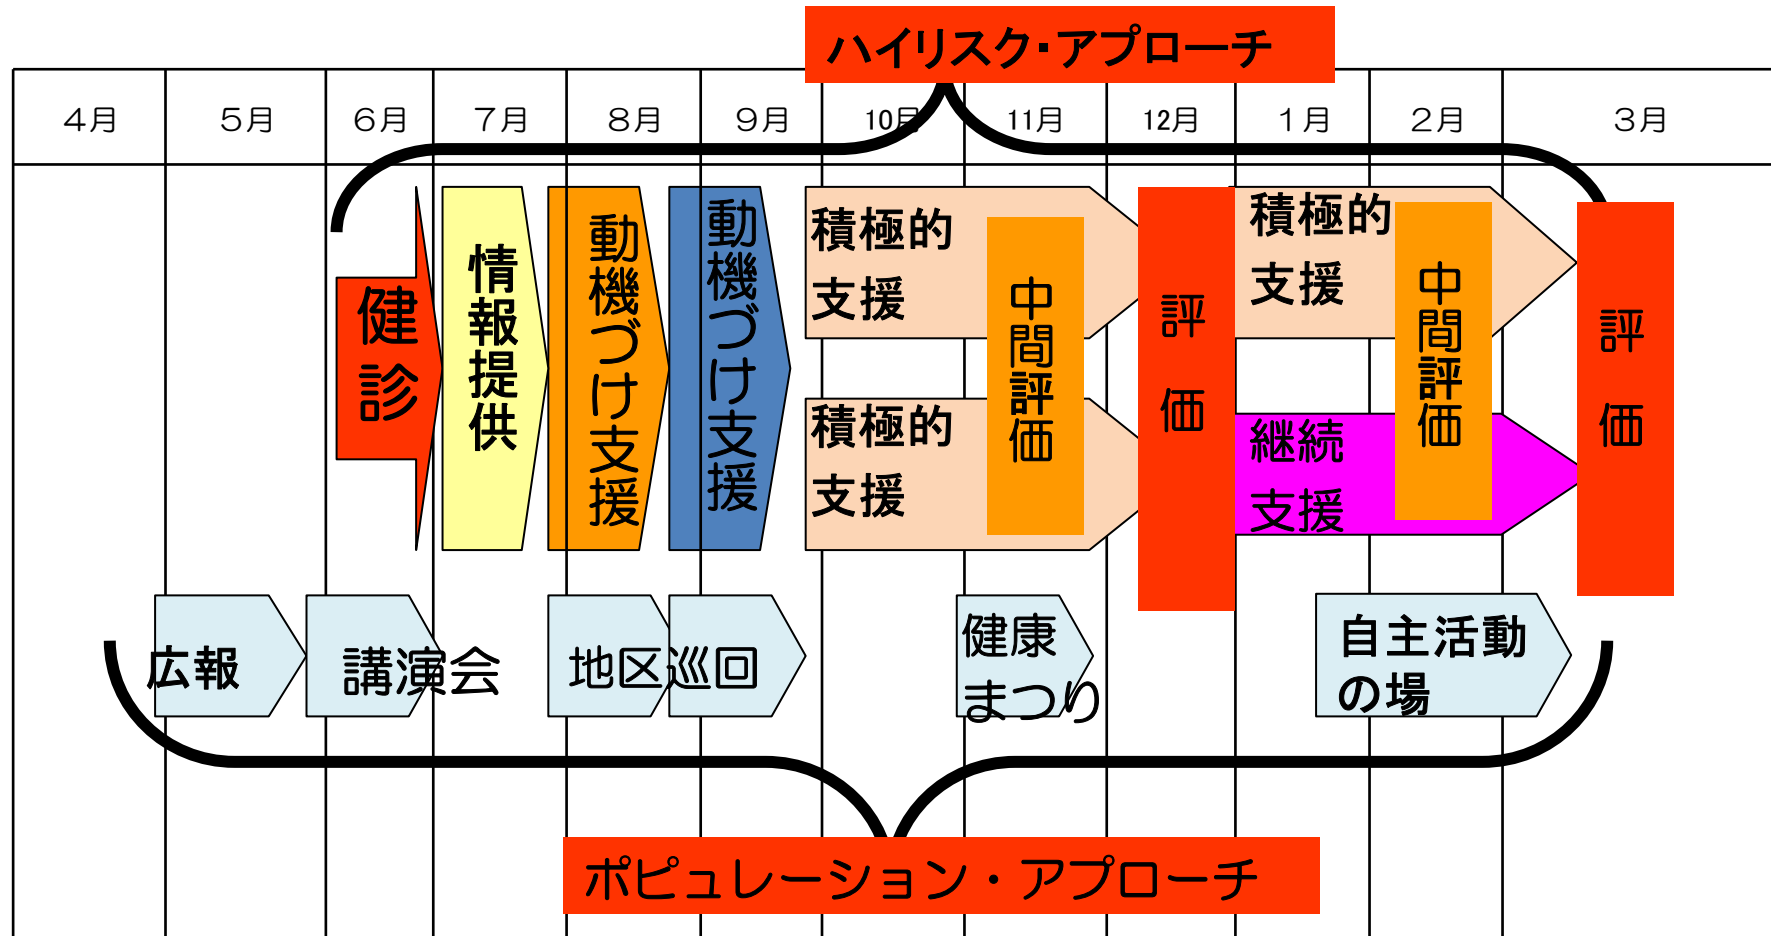 ハイリスク・アプローチ
4月
5月
6月
7月
8月
9月
10月
11月
12月
1月
2月
3月
健診
情報提供
動機づけ支援
動機づけ支援
積極的
支援
積極的
支援
中間評価
評価
積極的
支援
継続
支援
中間評価
評価
広報
講演会
地区巡回
健康
まつり
自主活動
の場
ポピュレーション・アプローチ